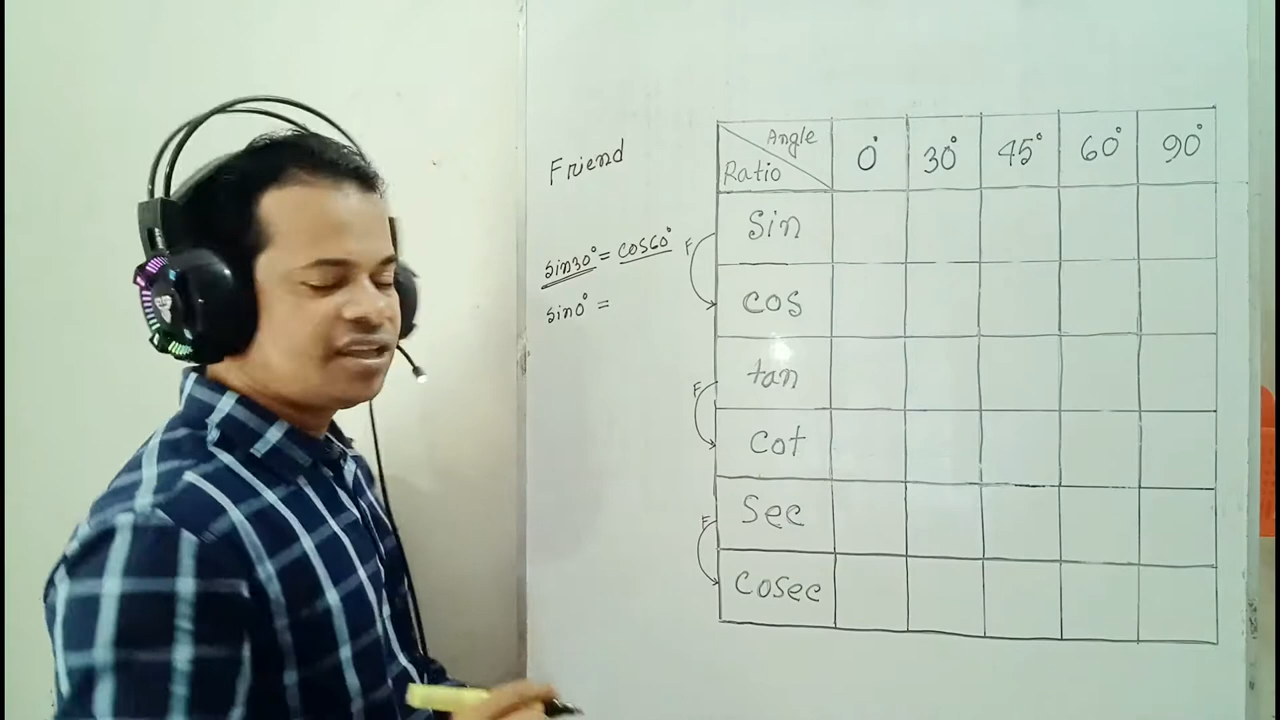 Friend
sin30° = cos60°
sin0° =
Angle
Ratio
0° 30° 45° 60° 90°
Sin
cos
tan
cot
Sec
Cosec
F
F
F